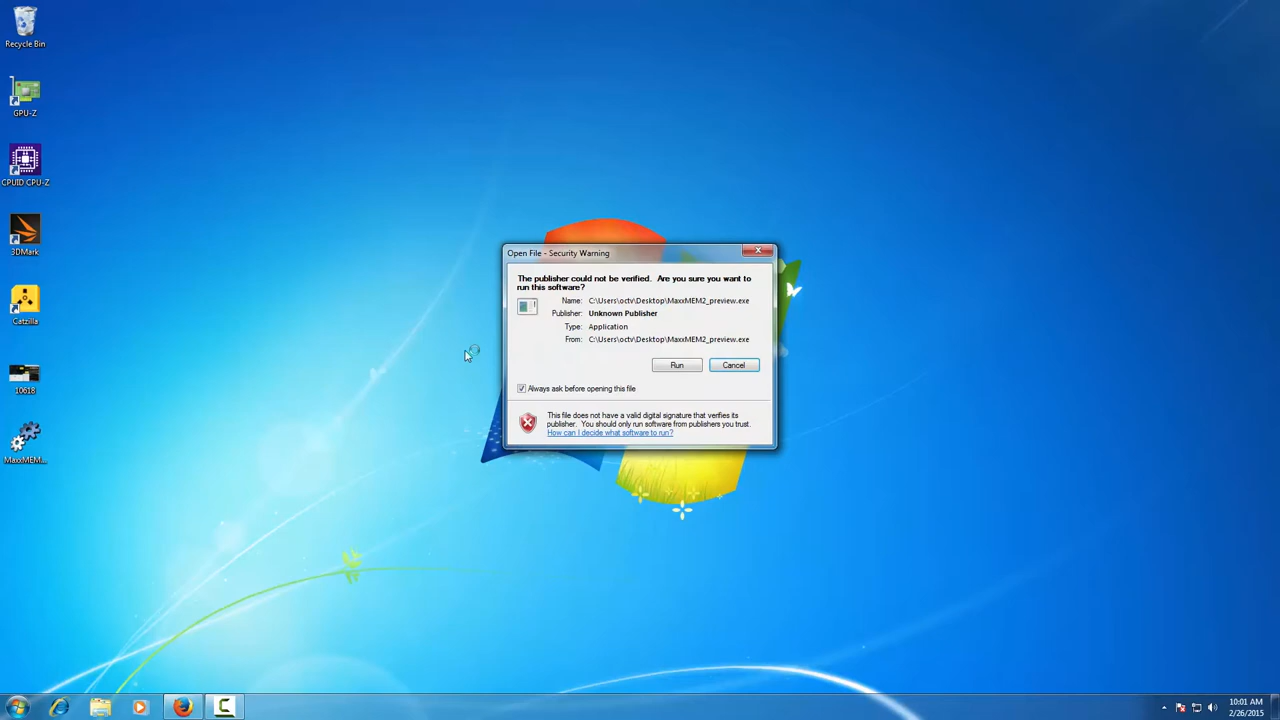 Recycle Bin
GPU-Z
CPUID CPU-Z
3DMark
Catzilla
10618
MaxxMEM...
Open File - Security Warning
The publisher could not be verified. Are you sure you want to
run this software?
Name: C:\Users\octv\Desktop\MaxxMEM2_preview.exe
Publisher: Unknown Publisher
Type: Application
From: C:\Users\octv\Desktop\MaxxMEM2_preview.exe
Run Cancel
Always ask before opening this file
This file does not have a valid digital signature that verifies its
publisher. You should only run software from publishers you trust.
How can I decide what software to run?
10:01 AM
2/26/2015